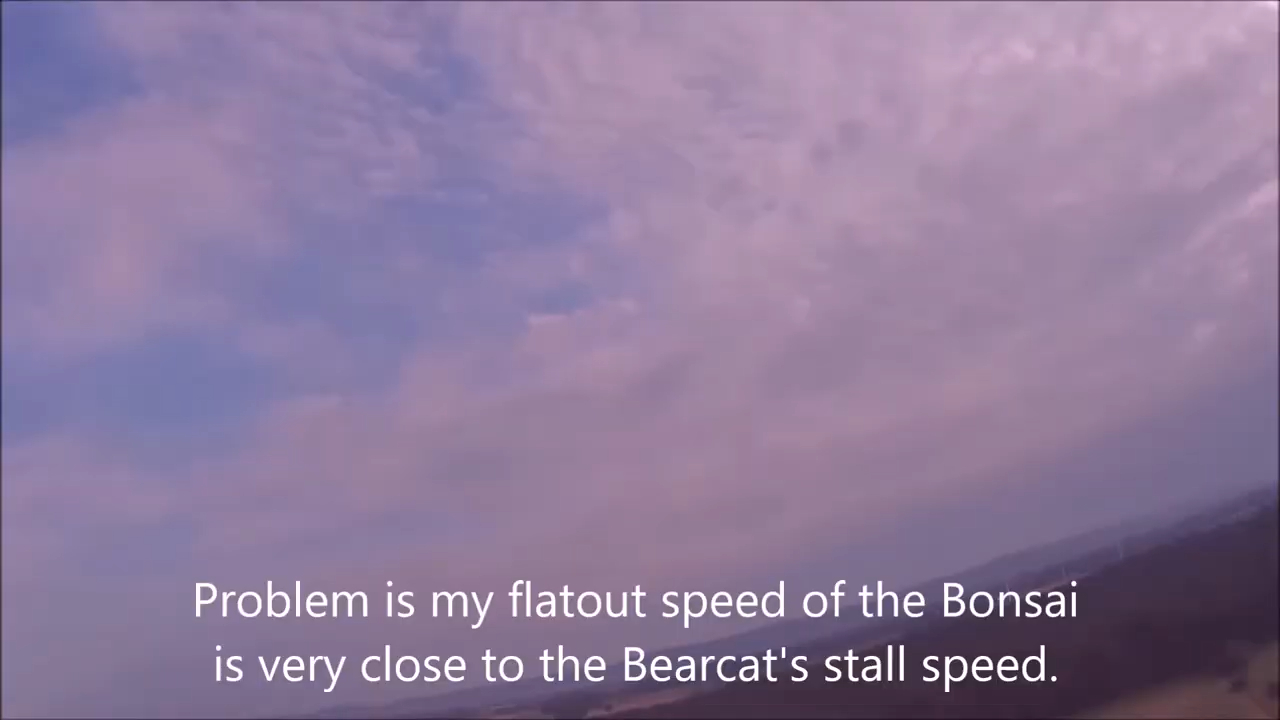 Problem is my flatout speed of the Bonsai
is very close to the Bearcat's stall speed.